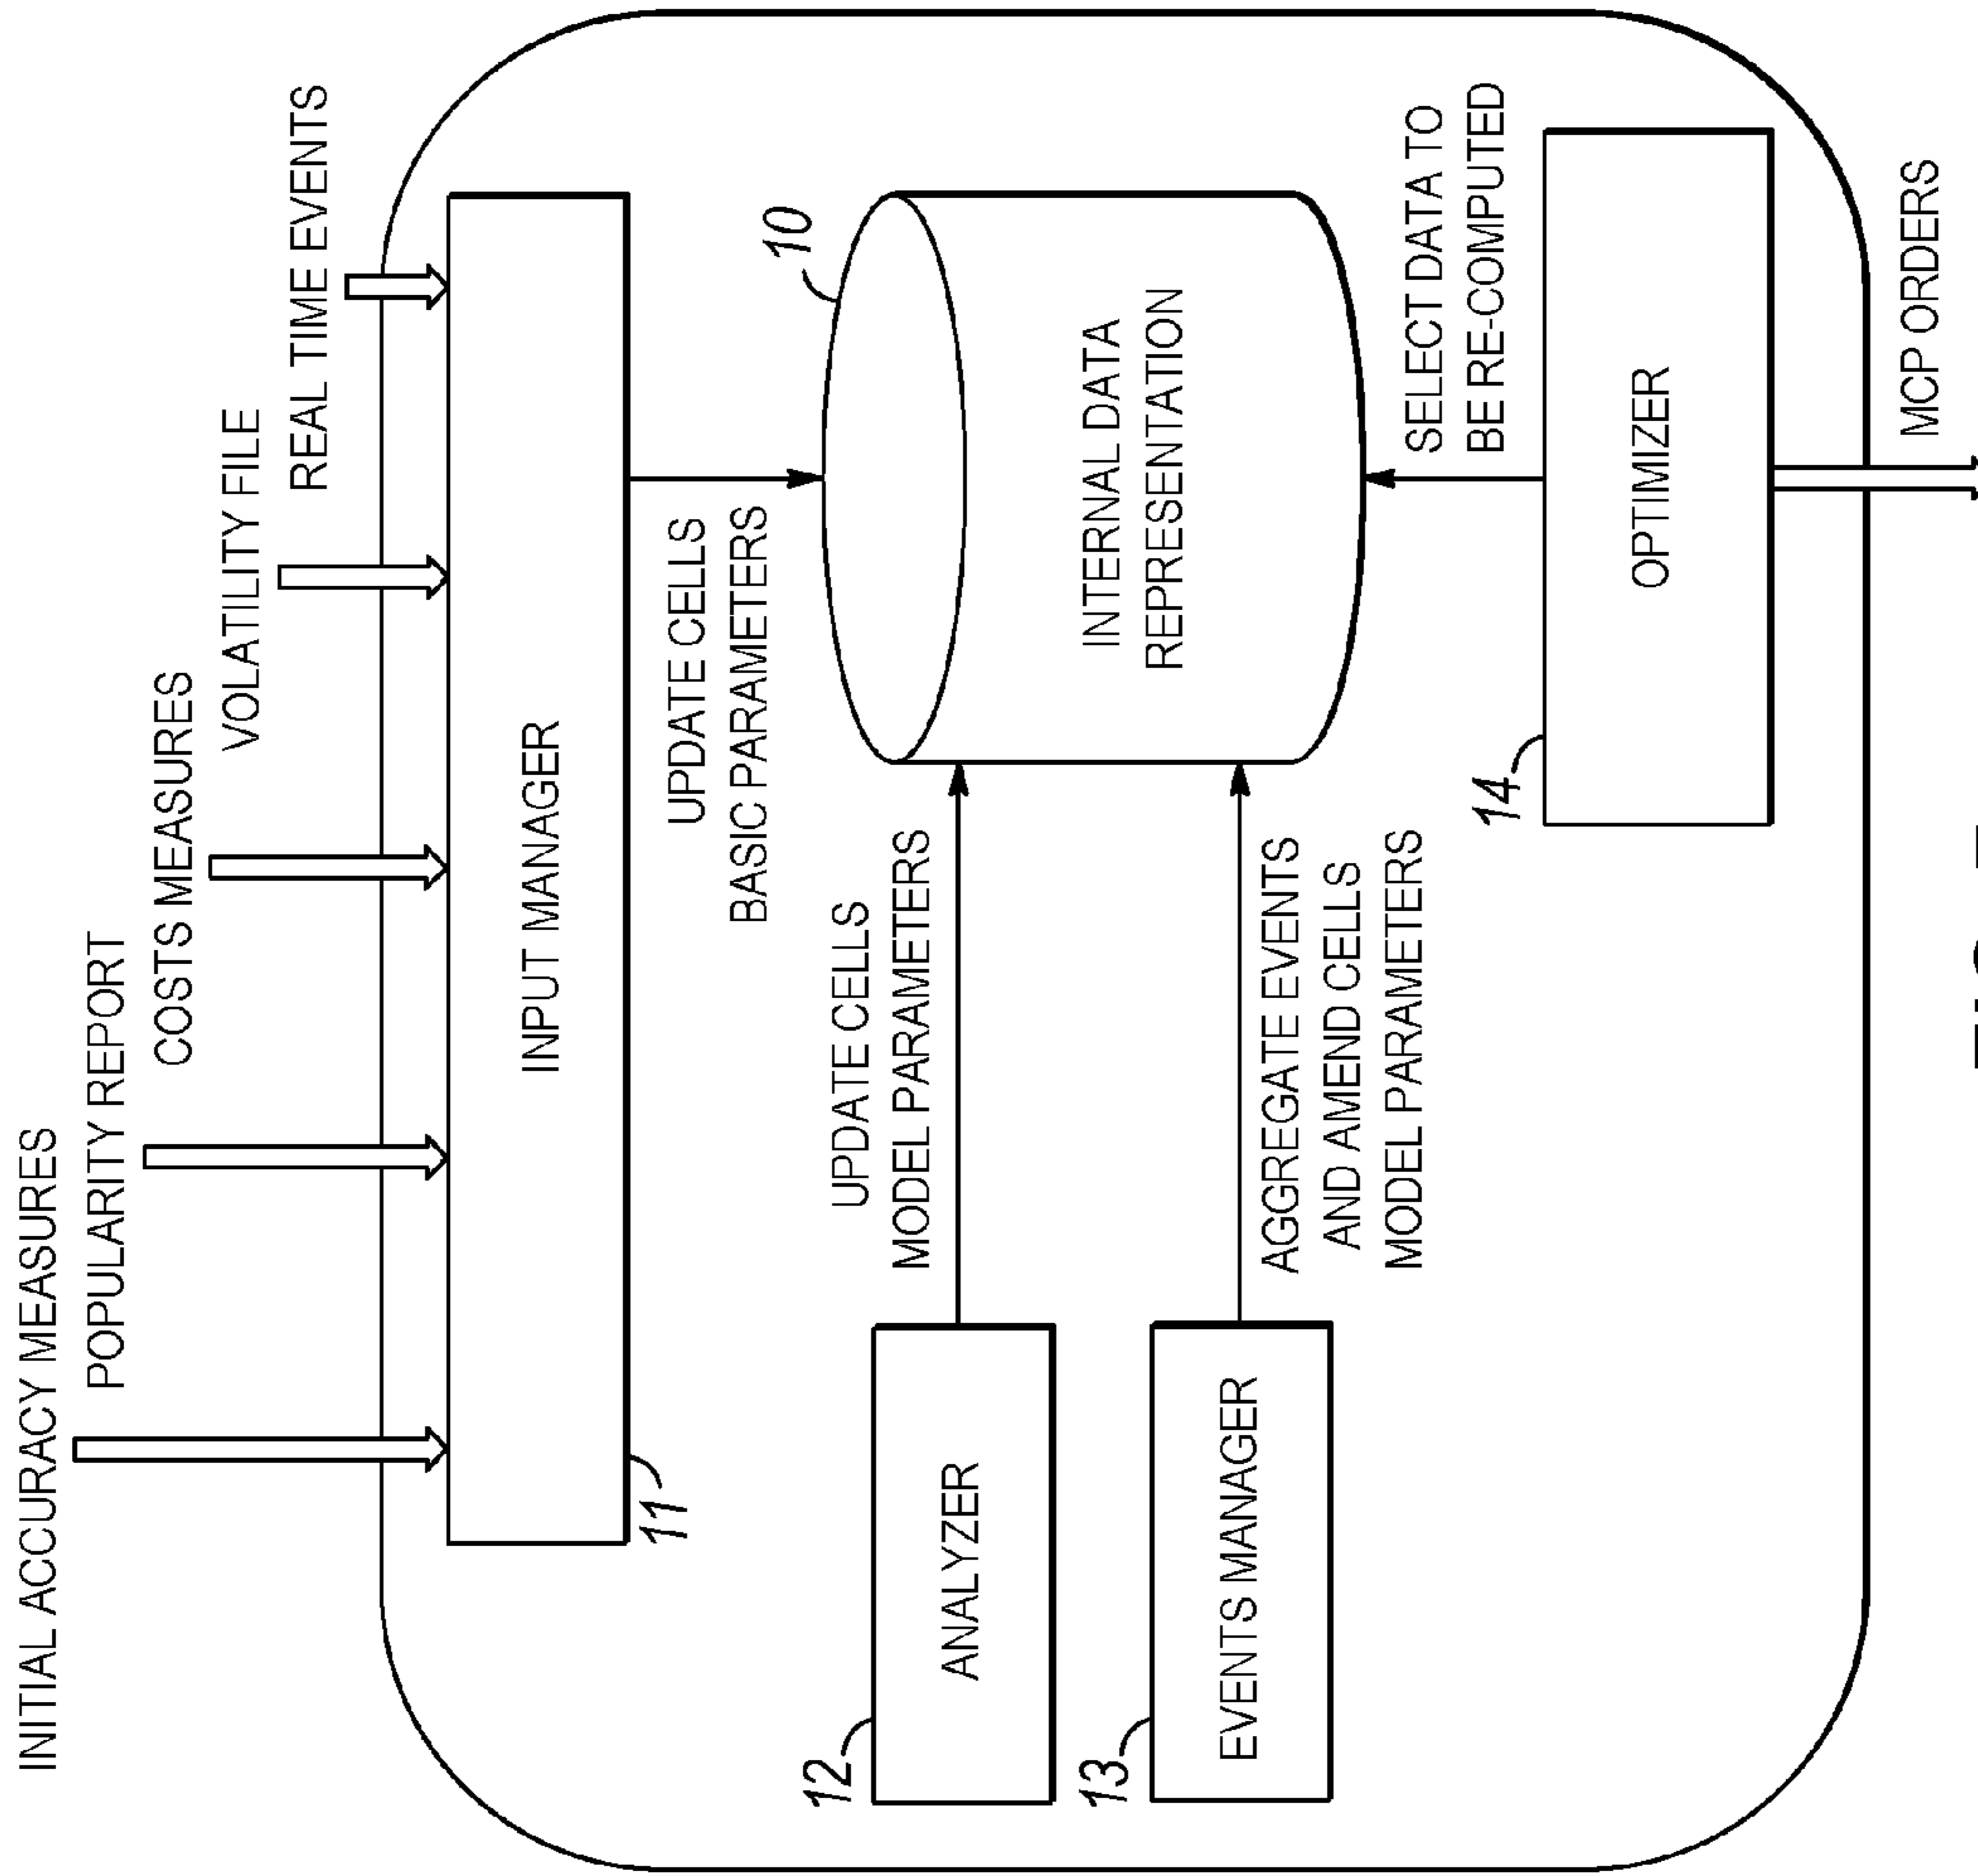 INITIAL ACCURACY MEASURES
POPULARITY REPORT
COSTS MEASURES
VOLATILITY FILE
REAL TIME EVENTS
INPUT MANAGER
11
UPDATE CELLS
BASIC PARAMETERS
10
INTERNAL DATA
REPRESENTATION
12
ANALYZER
UPDATE CELLS
MODEL PARAMETERS
13
EVENTS MANAGER
AGGREGATE EVENTS
AND AMEND CELLS
MODEL PARAMETERS
SELECT DATA TO
BE RE-COMPUTED
14
OPTIMIZER
MCP ORDERS